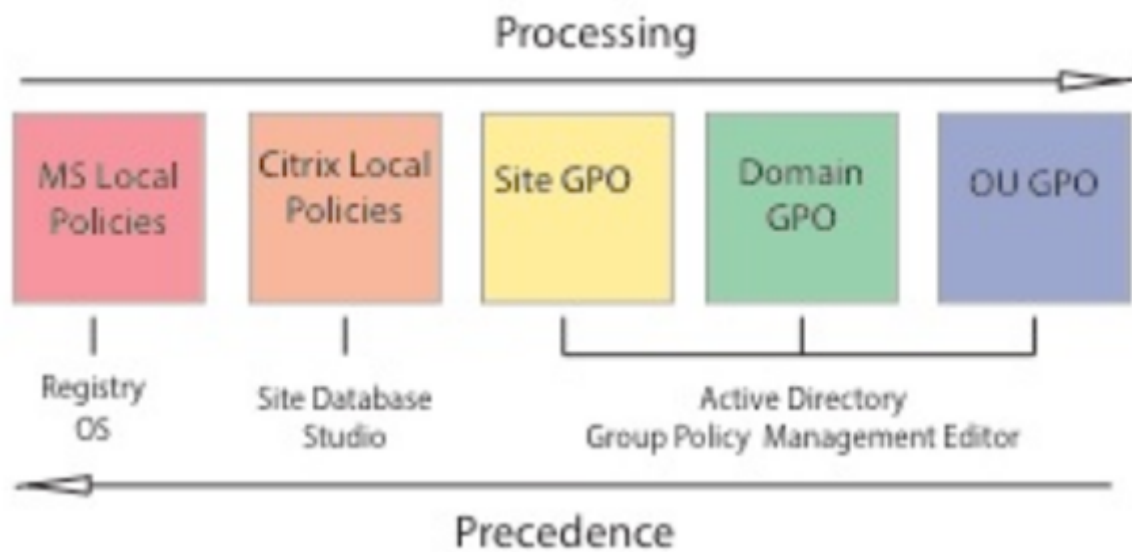 Processing
MS Local
Policies
Citrix Local
Policies
Site GPO
Domain
GPO
OU GPO
Registry
OS
Site Database
Studio
Active Directory
Group Policy Management Editor
Precedence